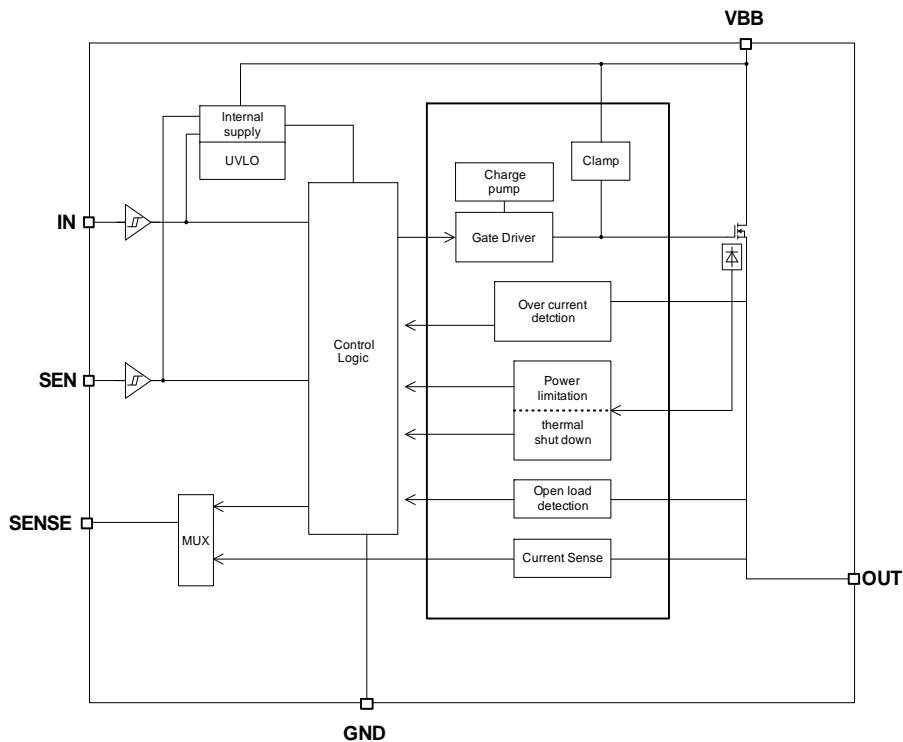 VBB
Internal
supply
UVLO
Clamp
Charge
pump
IN
Gate Driver
Over current
detction
Control
Logic
SEN
Power
limitation
thermal
shut down
Open load
detection
SENSE
MUX
Current Sense
OUT
GND